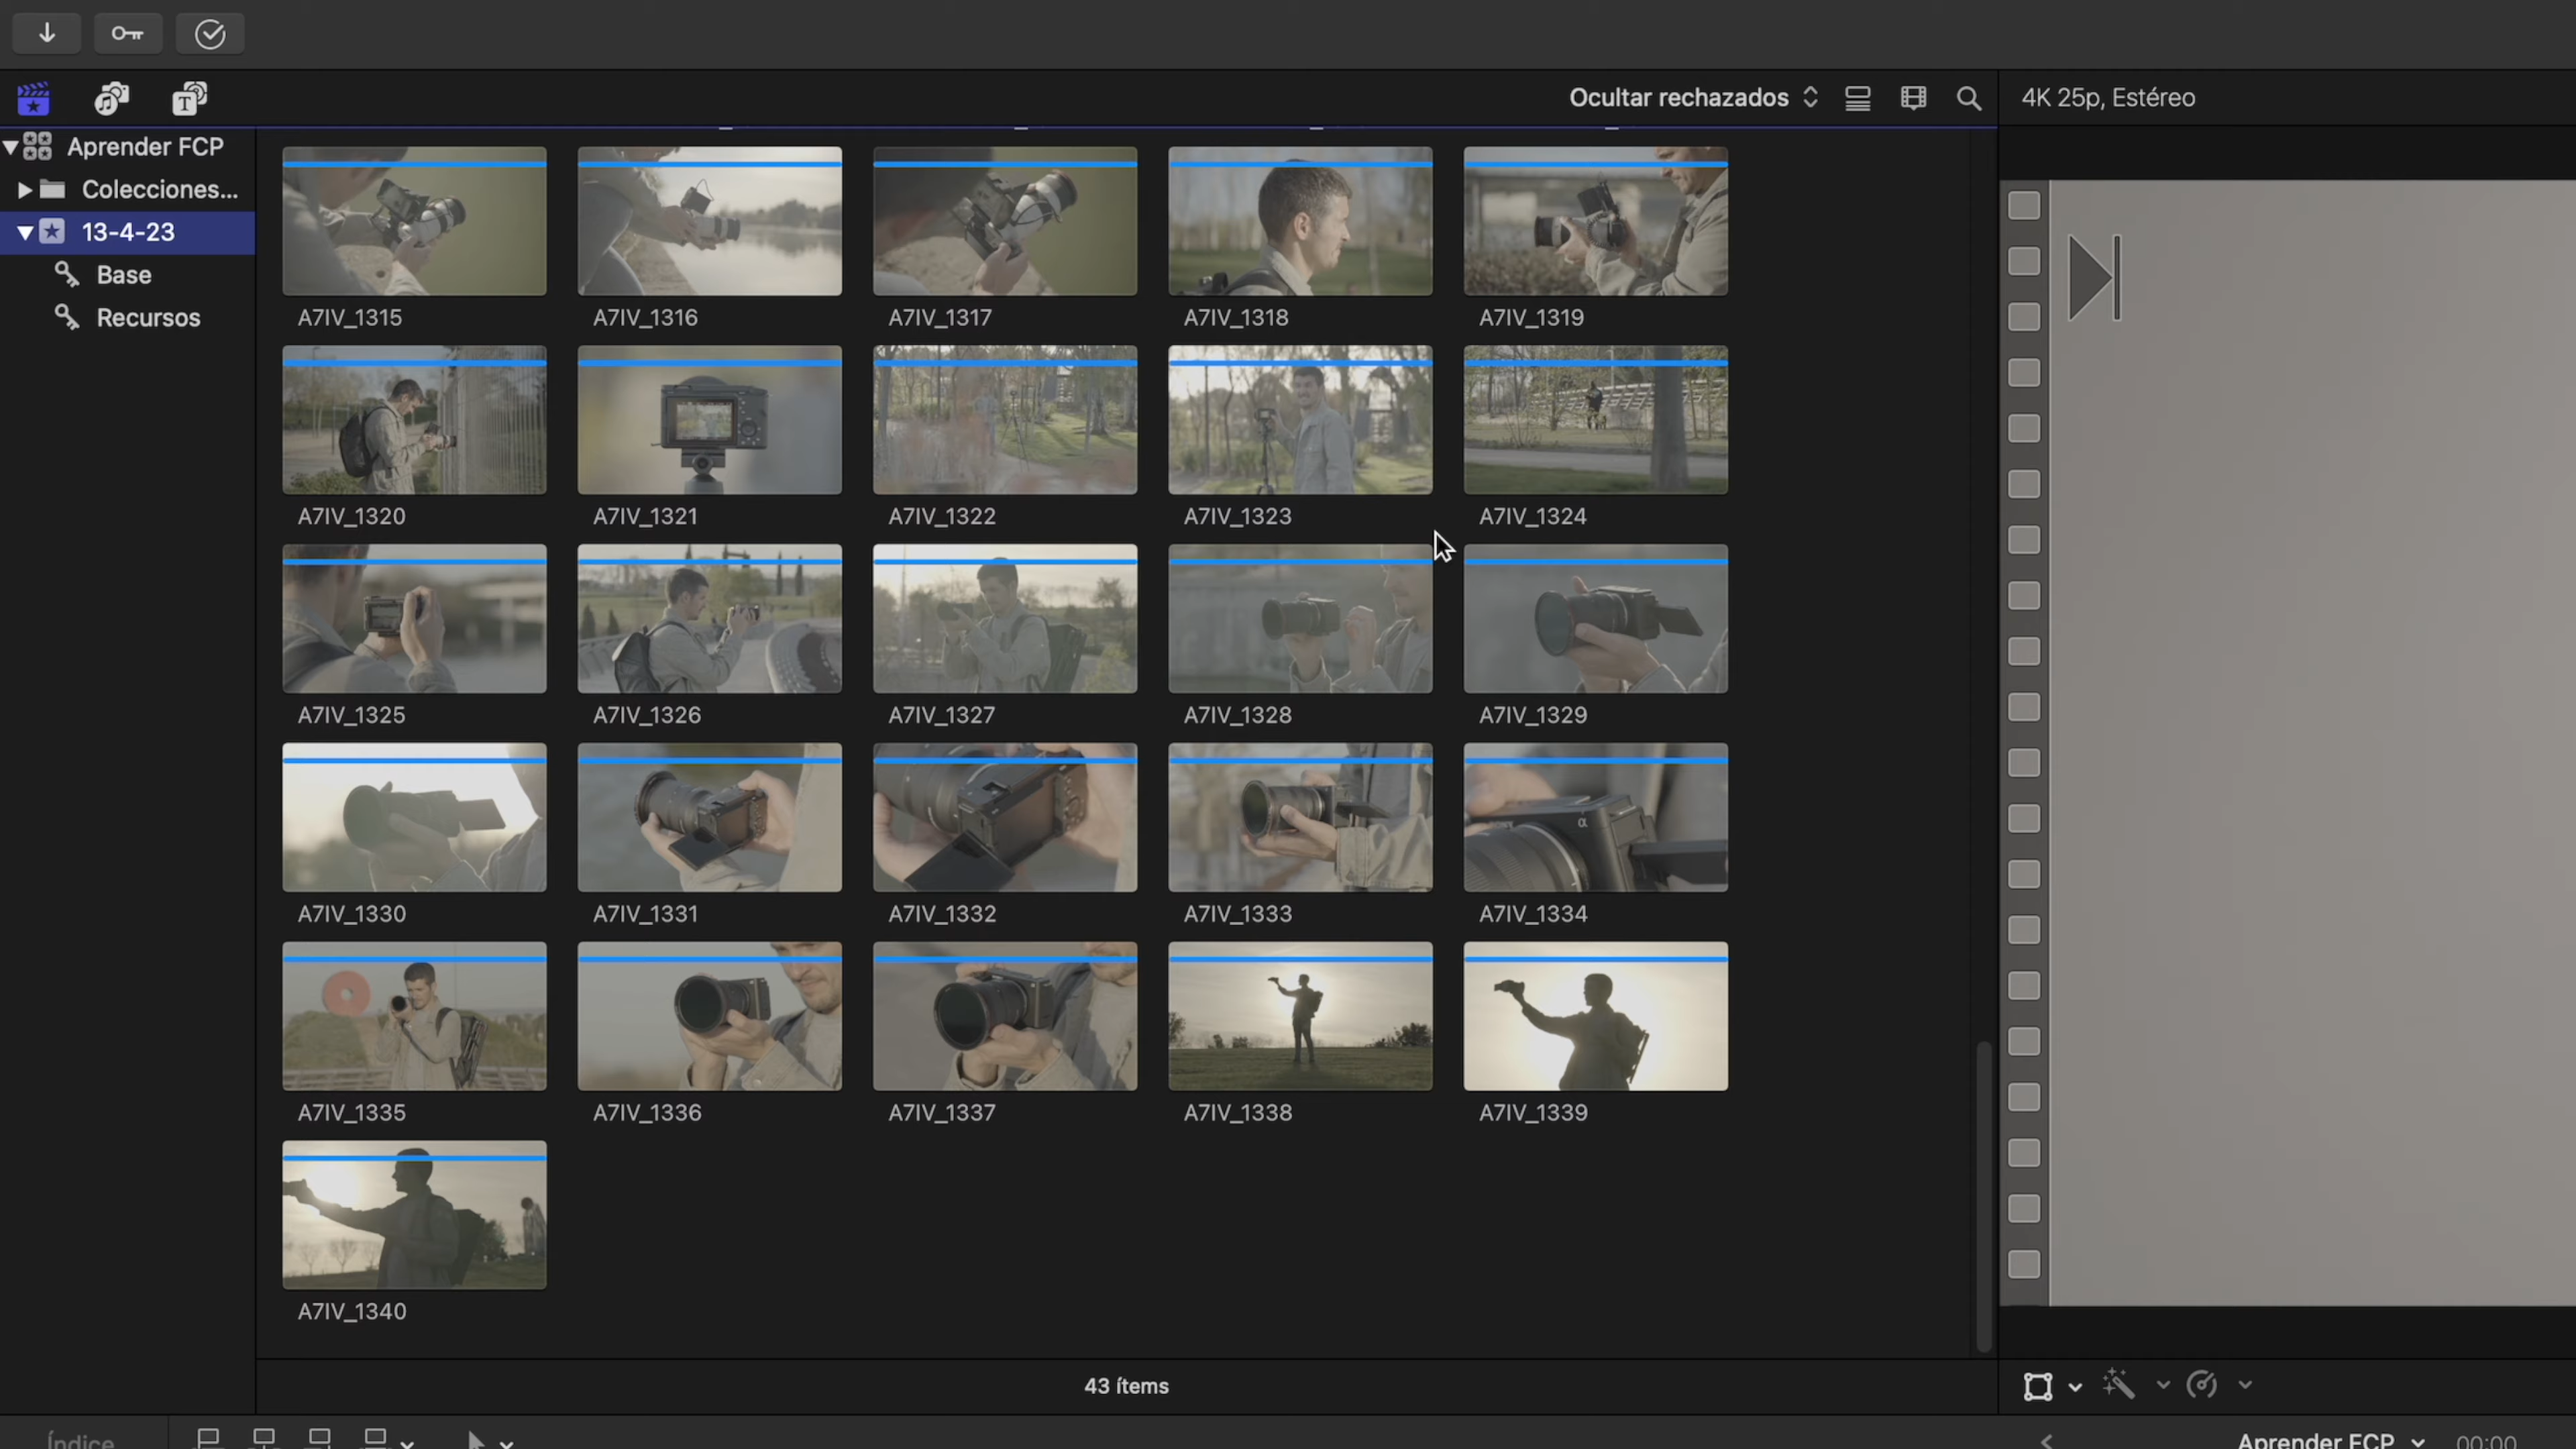 Ocultar rechazados
4K 25p, Estéreo
Aprender FCP
Colecciones...
13-4-23
Base
Recursos
A7IV_1315
A7IV_1316
A7IV_1317
A7IV_1318
A7IV_1319
A7IV_1320
A7IV_1321
A7IV_1322
A7IV_1323
A7IV_1324
A7IV_1325
A7IV_1326
A7IV_1327
A7IV_1328
A7IV_1329
A7IV_1330
A7IV_1331
A7IV_1332
A7IV_1333
A7IV_1334
A7IV_1335
A7IV_1336
A7IV_1337
A7IV_1338
A7IV_1339
A7IV_1340
43 ítems
Índice
Aprender FCP
00:00